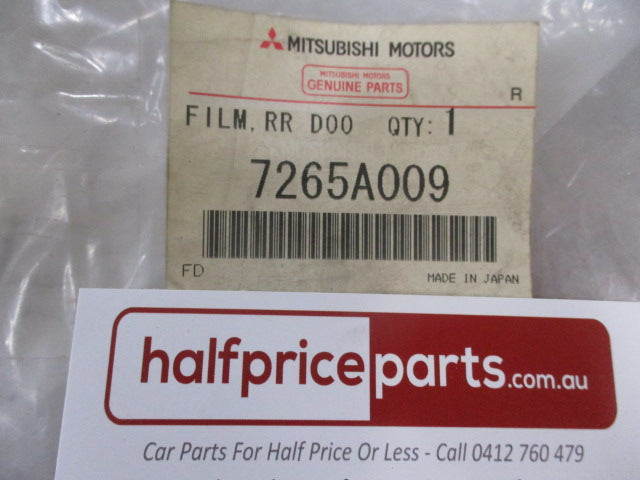 MITSUBISHI MOTORS
MITSUBISHI MOTORS
GENUINE PARTS
R
FILM, RR DOO QTY: 1
7265A009
FD MADE IN JAPAN
halfpriceparts.com.au
Car Parts For Half Price Or Less - Call 0412 760 479